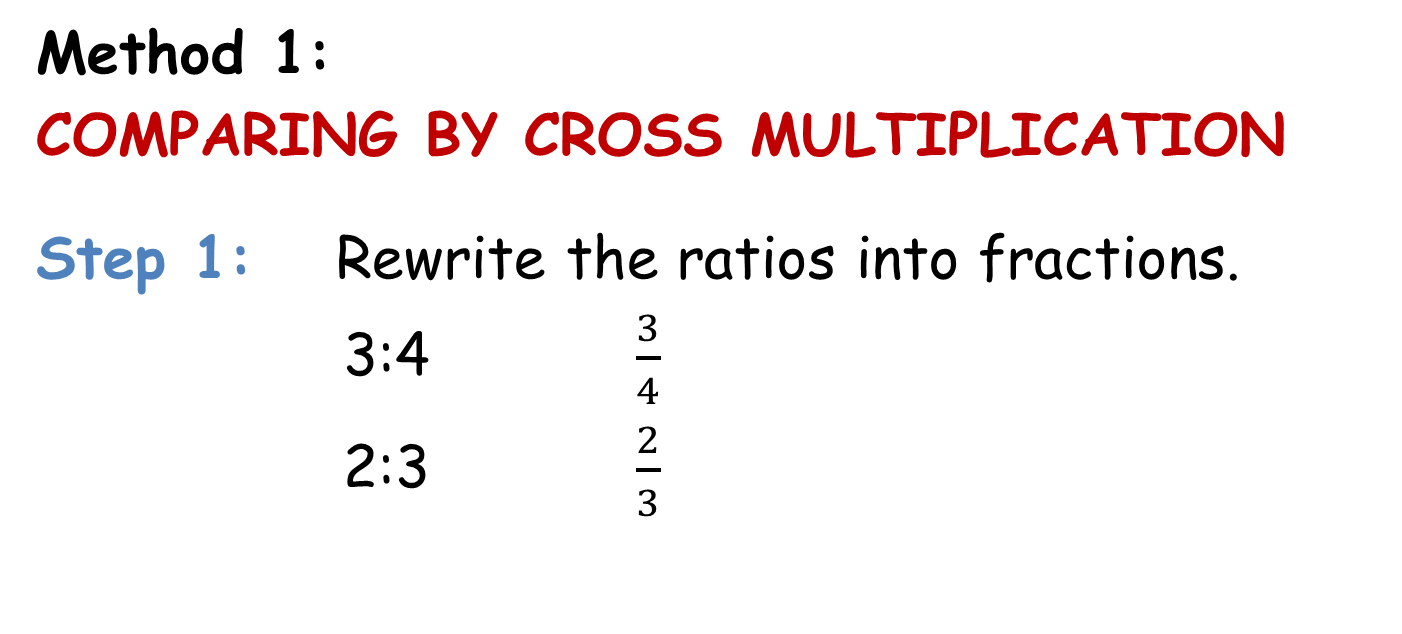 Method 1:
COMPARING BY CROSS MULTIPLICATION
Step 1: Rewrite the ratios into fractions.
3:4 3/4
2:3 2/3